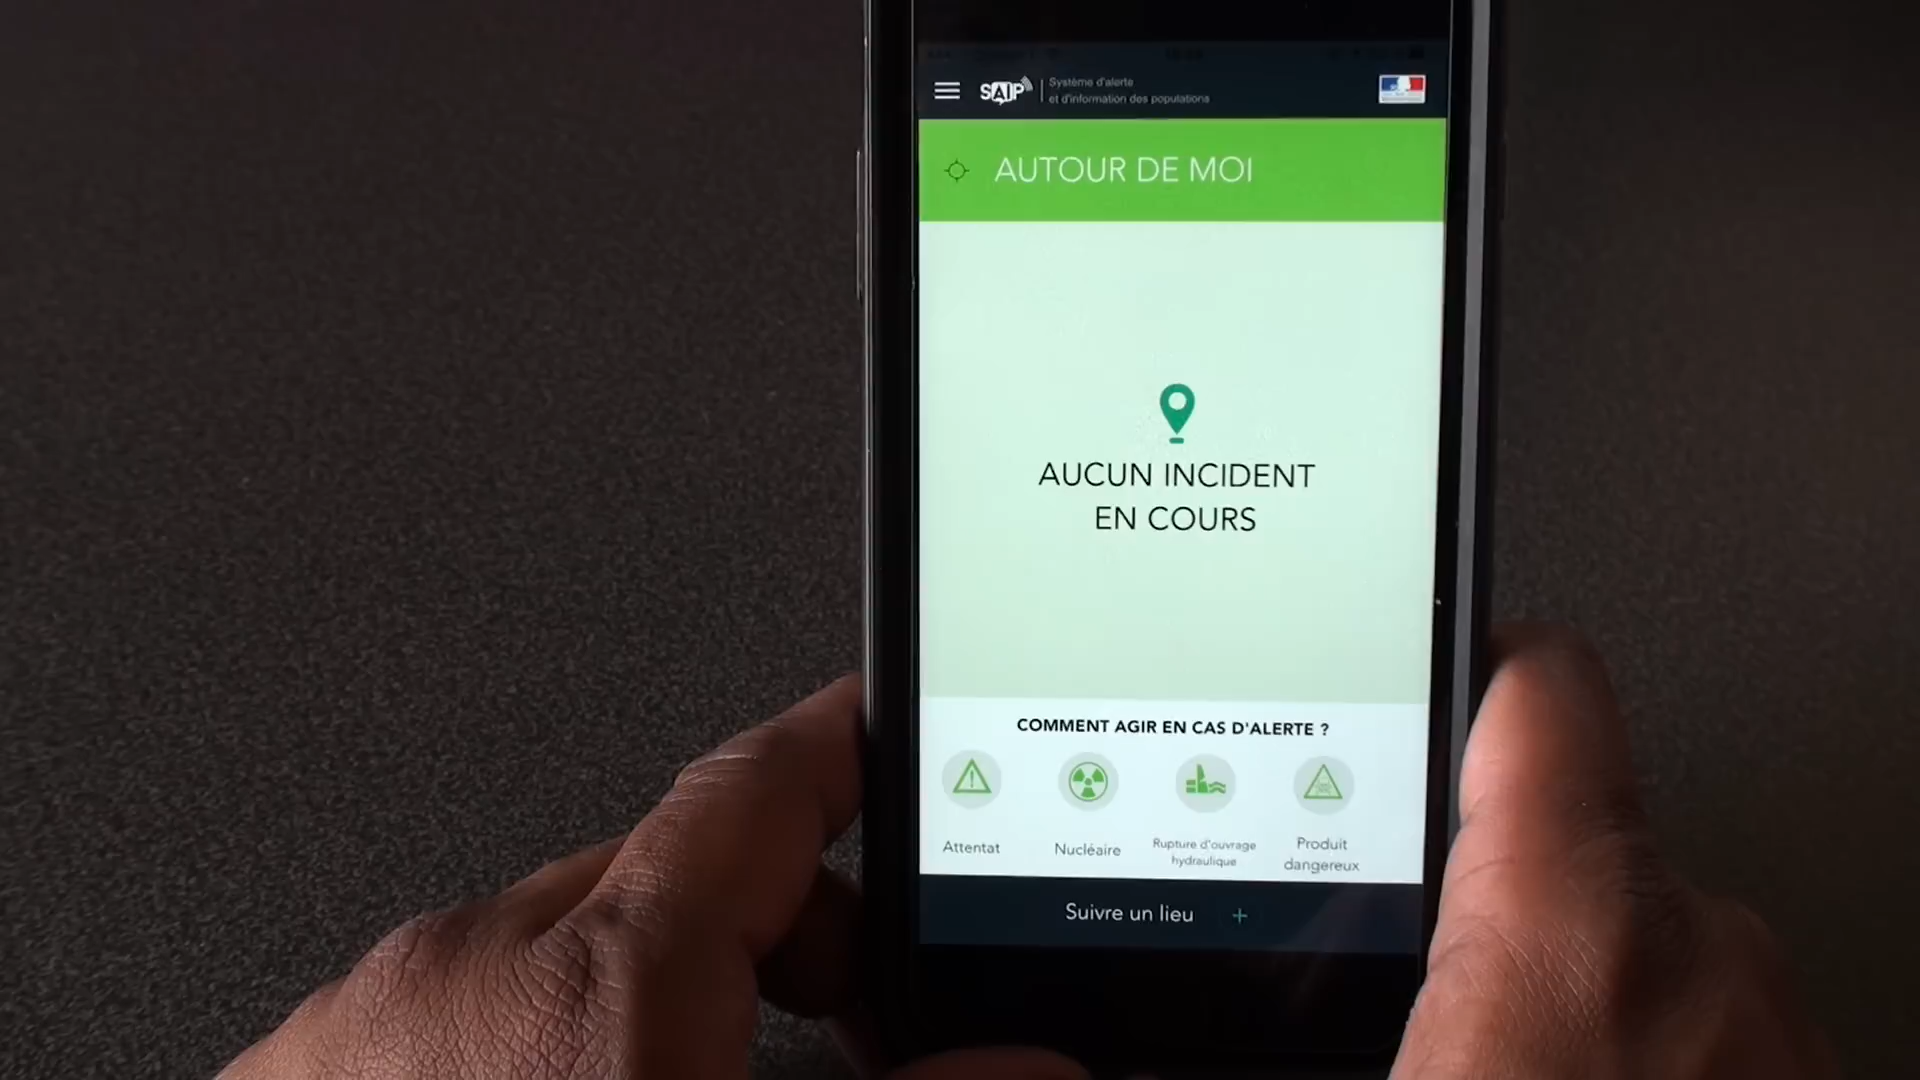 SAIP
Système d'alerte
et d'information des populations
AUTOUR DE MOI
AUCUN INCIDENT
EN COURS
COMMENT AGIR EN CAS D'ALERTE ?
Attentat
Nucléaire
Rupture d'ouvrage
hydraulique
Produit
dangereux
Suivre un lieu +